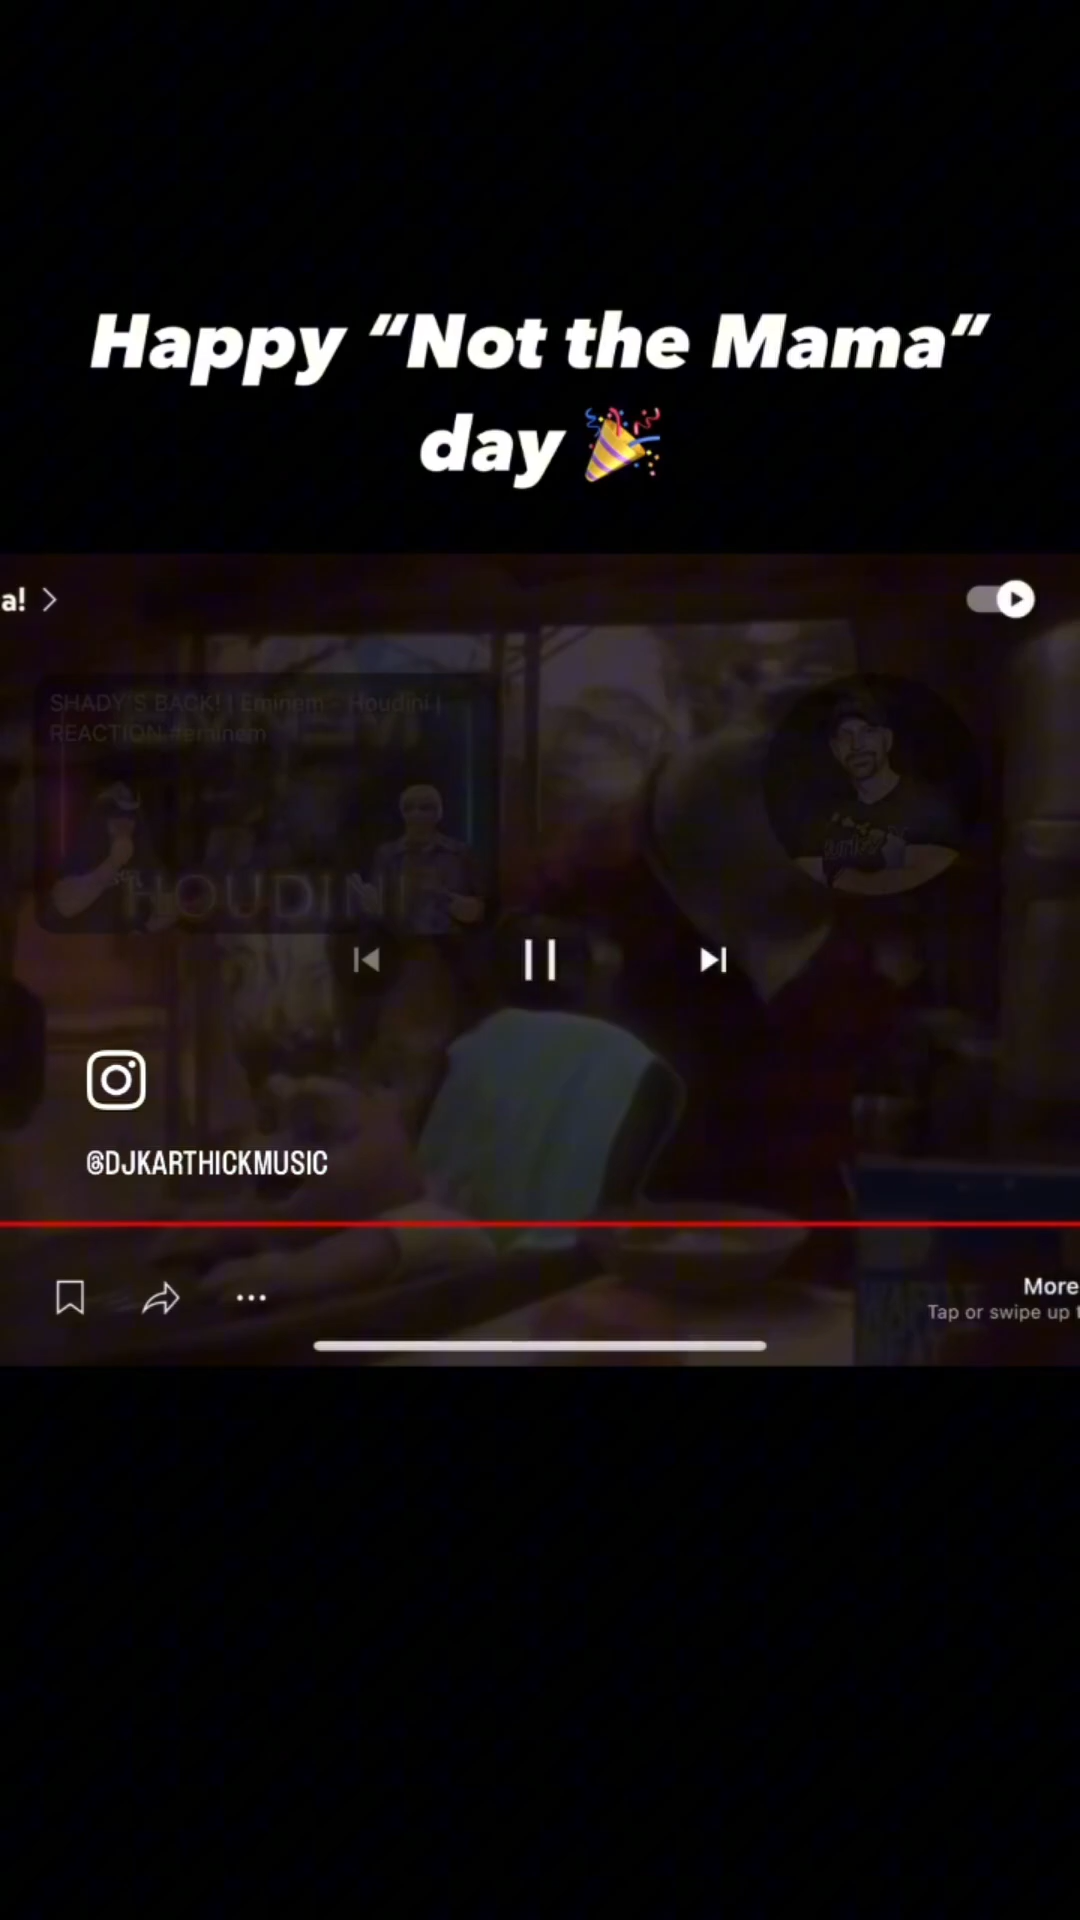 Happy “Not the Mama”
day 🎉
a!
SHADY'S BACK! | Eminem - Houdini |
REACTION #eminem
HOUDINI
@DJKARTHICKMUSIC
More
Tap or swipe up t